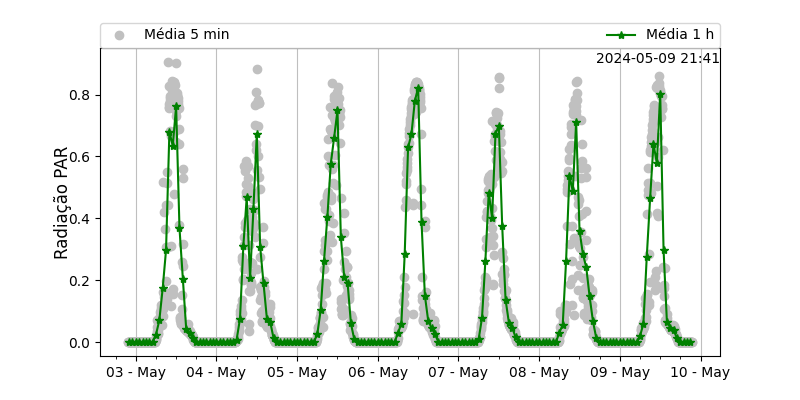 Média 5 min
Média 1 h
2024-05-09 21:41
Radiação PAR
0.8
0.6
0.4
0.2
0.0
03 - May
04 - May
05 - May
06 - May
07 - May
08 - May
09 - May
10 - May